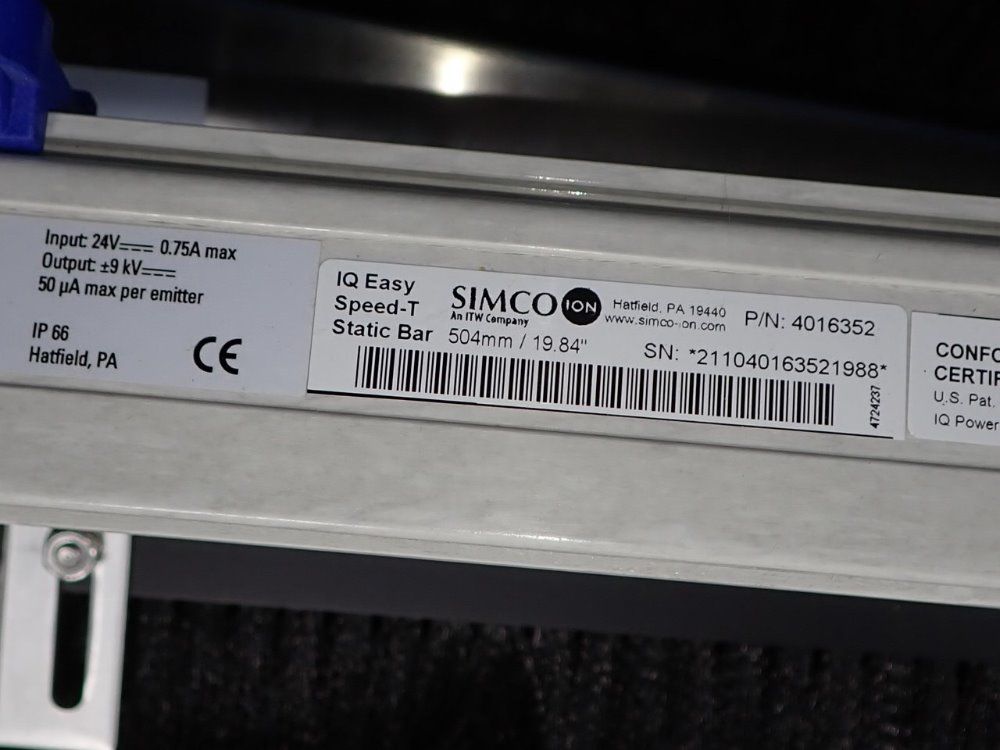 Input: 24V 0.75A max
Output: ±9 kV
50 µA max per emitter
IP 66
Hatfield, PA
CE
IQ Easy
Speed-T
Static Bar
SIMCO ION
An ITW Company
504mm / 19.84"
Hatfield, PA 19440
www.simco-ion.com
P/N: 4016352
SN: *211040163521988*
4724237
CONFO
CERTIF
U.S. Pat.
IQ Power